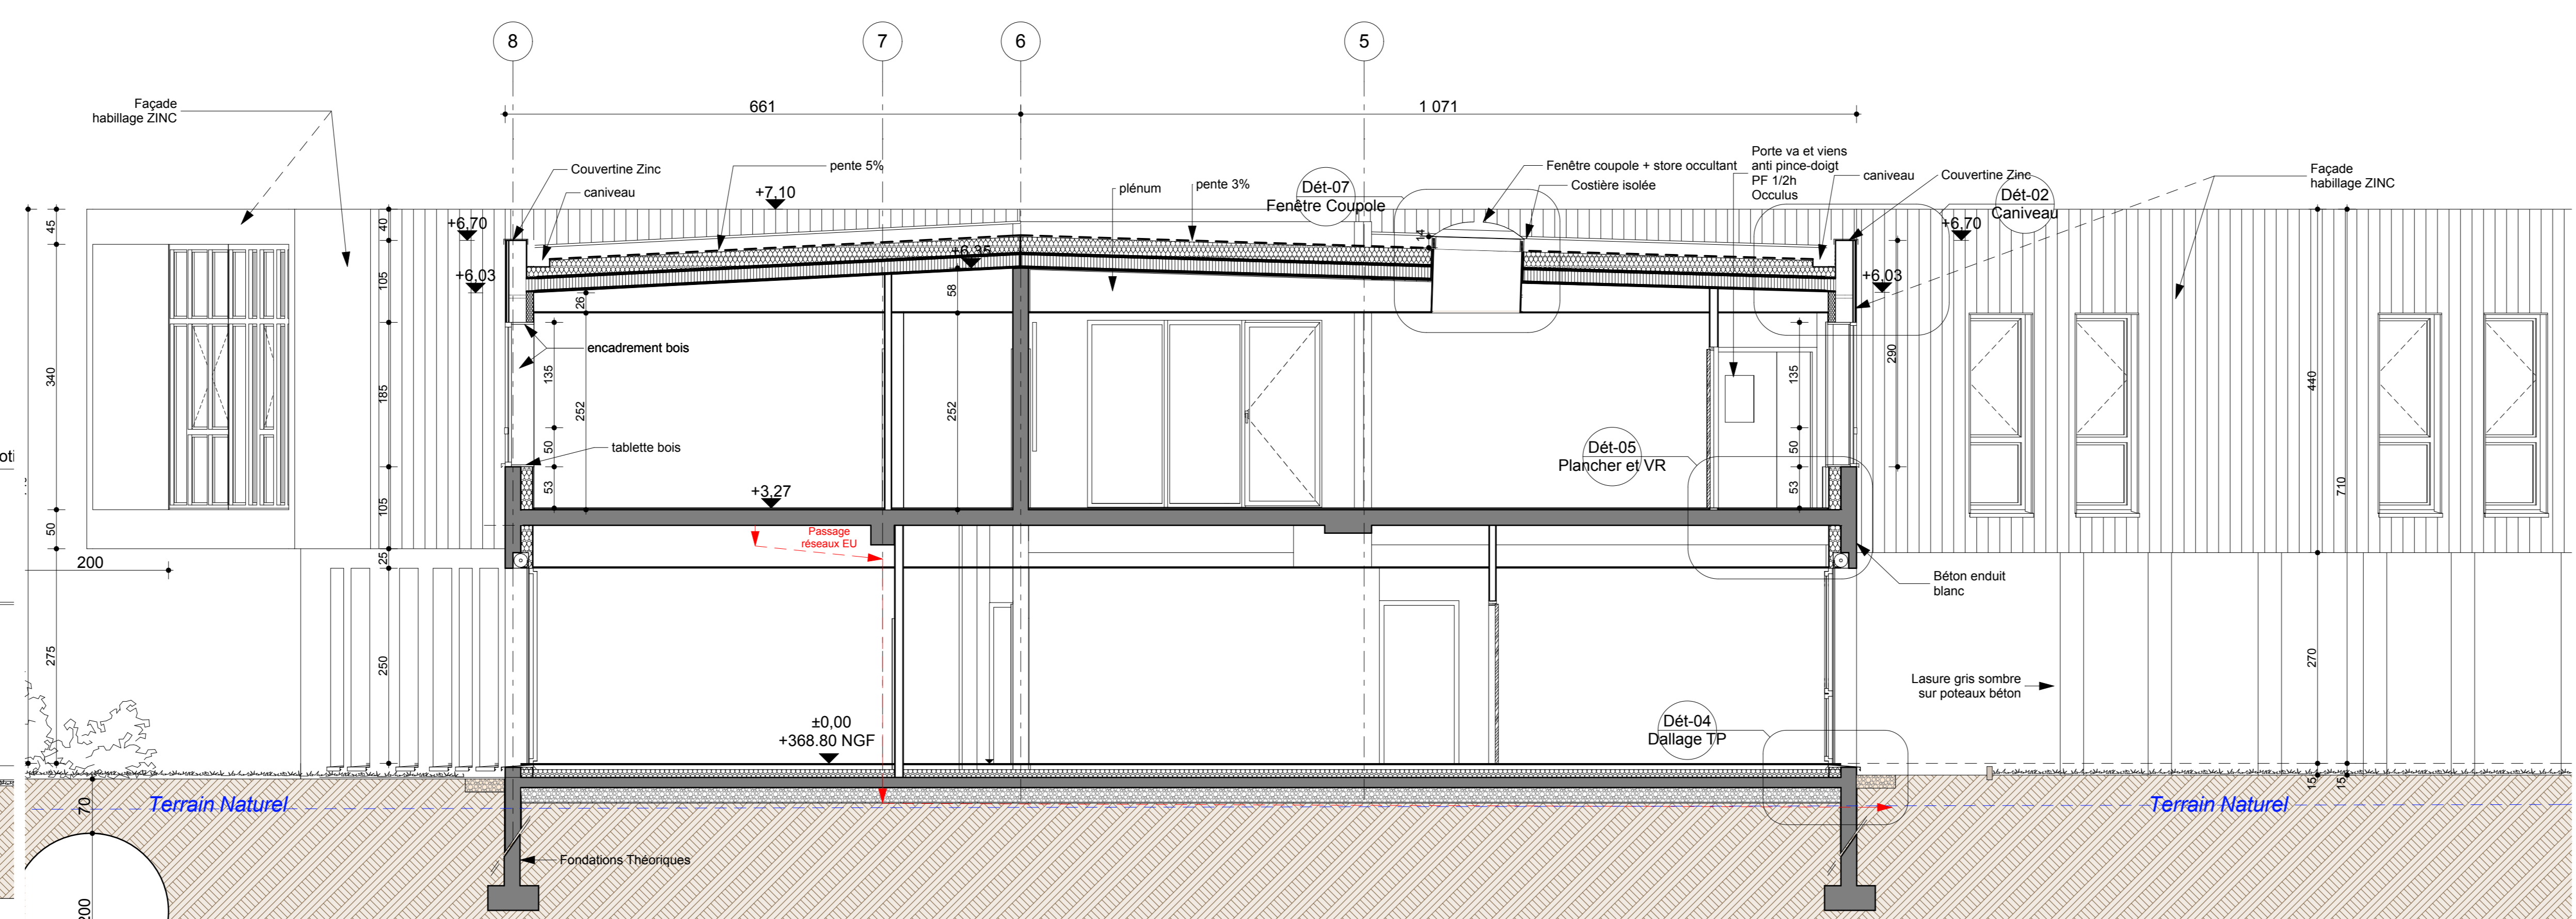 8
7
6
5
661
1 071
Façade
habillage ZINC
Couvertine Zinc
caniveau
pente 5%
+7,10
plénum
pente 3%
Dét-07
Fenêtre Coupole
Fenêtre coupole + store occultant
Costière isolée
Porte va et viens
anti pince-doigt
PF 1/2h
Occulus
caniveau
Couvertine Zinc
Dét-02
Caniveau
Façade
habillage ZINC
+6,70
+6,70
+6,35
+6,03
+6,03
14
45
40
105
26
58
340
185
135
252
252
135
290
440
encadrement bois
tablette bois
50
53
50
53
+3,27
Dét-05
Plancher et VR
710
105
50
25
Passage
réseaux EU
200
Béton enduit
blanc
275
250
270
Lasure gris sombre
sur poteaux béton
±0,00
+368.80 NGF
Dét-04
Dallage TP
15
15
70
Terrain Naturel
Terrain Naturel
Fondations Théoriques